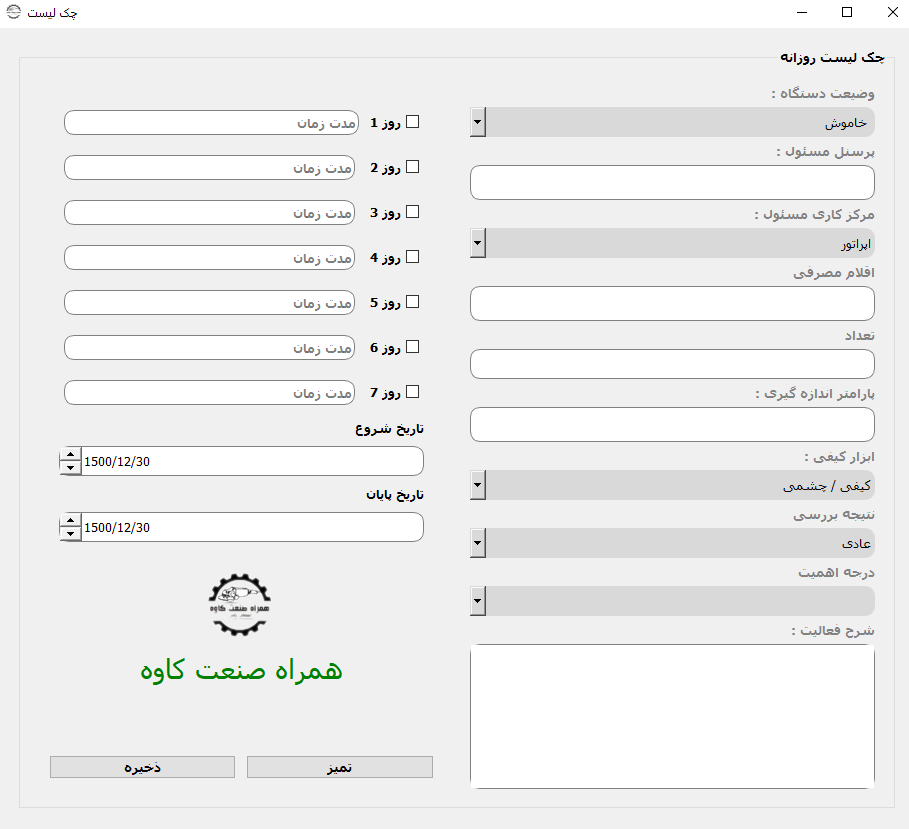 چک لیست
چک لیست روزانه
وضیعت دستگاه :
خاموش
پرسنل مسئول :
مرکز کاری مسئول :
اپراتور
اقلام مصرفی
تعداد
پارامتر اندازه گیری :
ابزار کیفی :
کیفی / چشمی
نتیجه بررسی
عادی
درجه اهمیت
شرح فعالیت :
روز 1 مدت زمان
روز 2 مدت زمان
روز 3 مدت زمان
روز 4 مدت زمان
روز 5 مدت زمان
روز 6 مدت زمان
روز 7 مدت زمان
تاریخ شروع
1500/12/30
تاریخ پایان
1500/12/30
همراه صنعت کاوه
همراه صنعت کاوه
تمیز
ذخیره